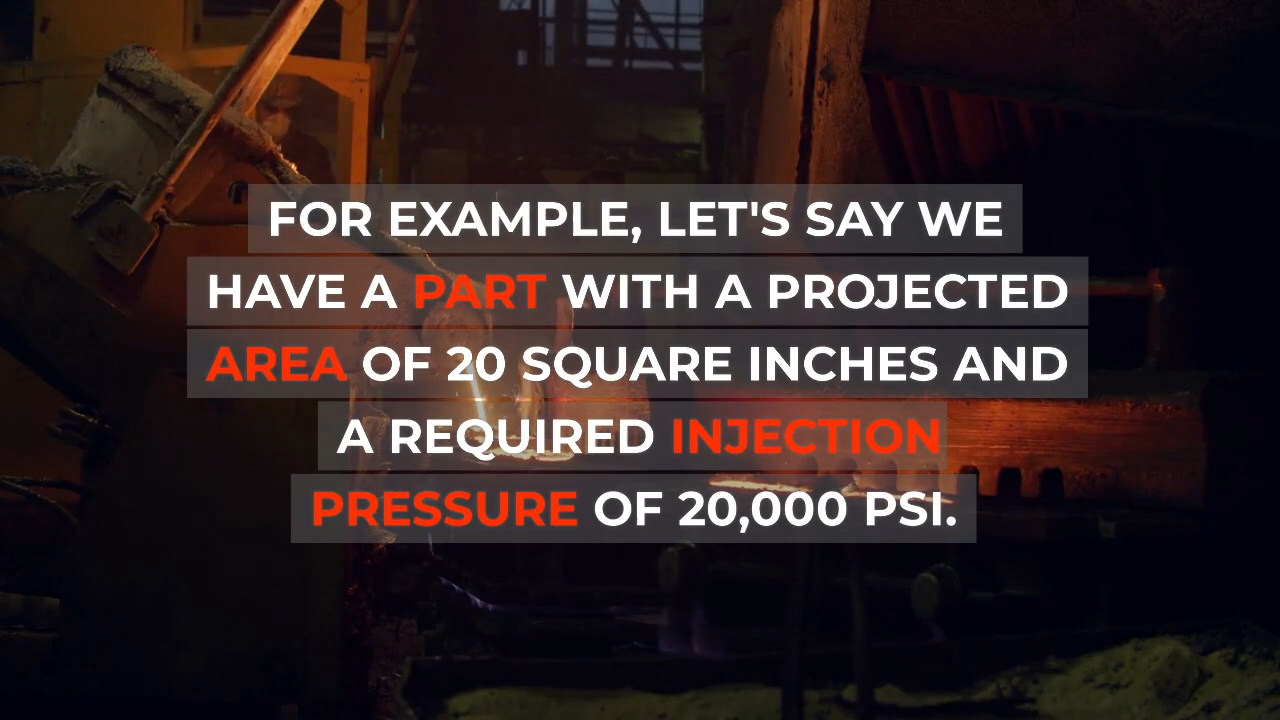 FOR EXAMPLE, LET'S SAY WE
HAVE A PART WITH A PROJECTED
AREA OF 20 SQUARE INCHES AND
A REQUIRED INJECTION
PRESSURE OF 20,000 PSI.